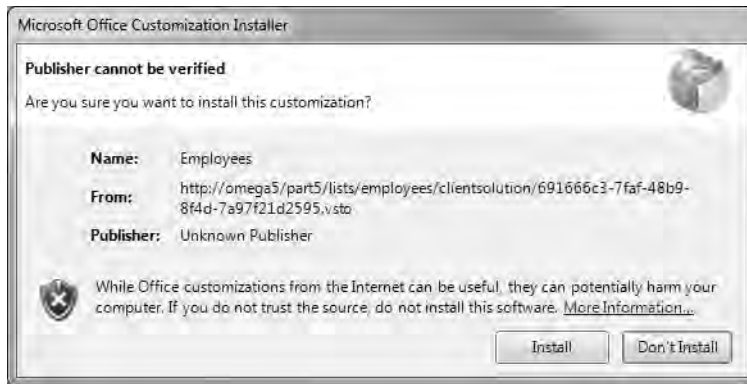 Microsoft Office Customization Installer
Publisher cannot be verified
Are you sure you want to install this customization?
Name: Employees
From: http://omega5/part5/lists/employees/clientsolution/691666c3-7faf-48b9-
8f4d-7a97f21d2595.vsto
Publisher: Unknown Publisher
While Office customizations from the Internet can be useful, they can potentially harm your
computer. If you do not trust the source, do not install this software. More Information...
Install Don't Install